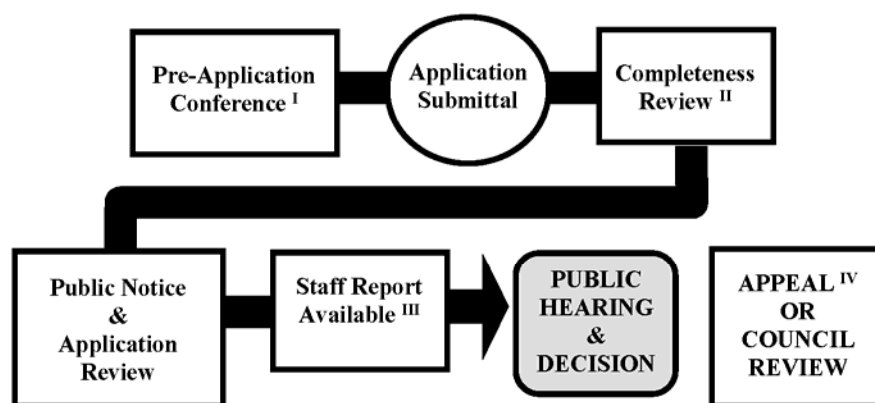 Pre-Application
Conference I
Application
Submittal
Completeness
Review II
Public Notice
&
Application
Review
Staff Report
Available III
PUBLIC
HEARING
&
DECISION
APPEAL IV
OR
COUNCIL
REVIEW